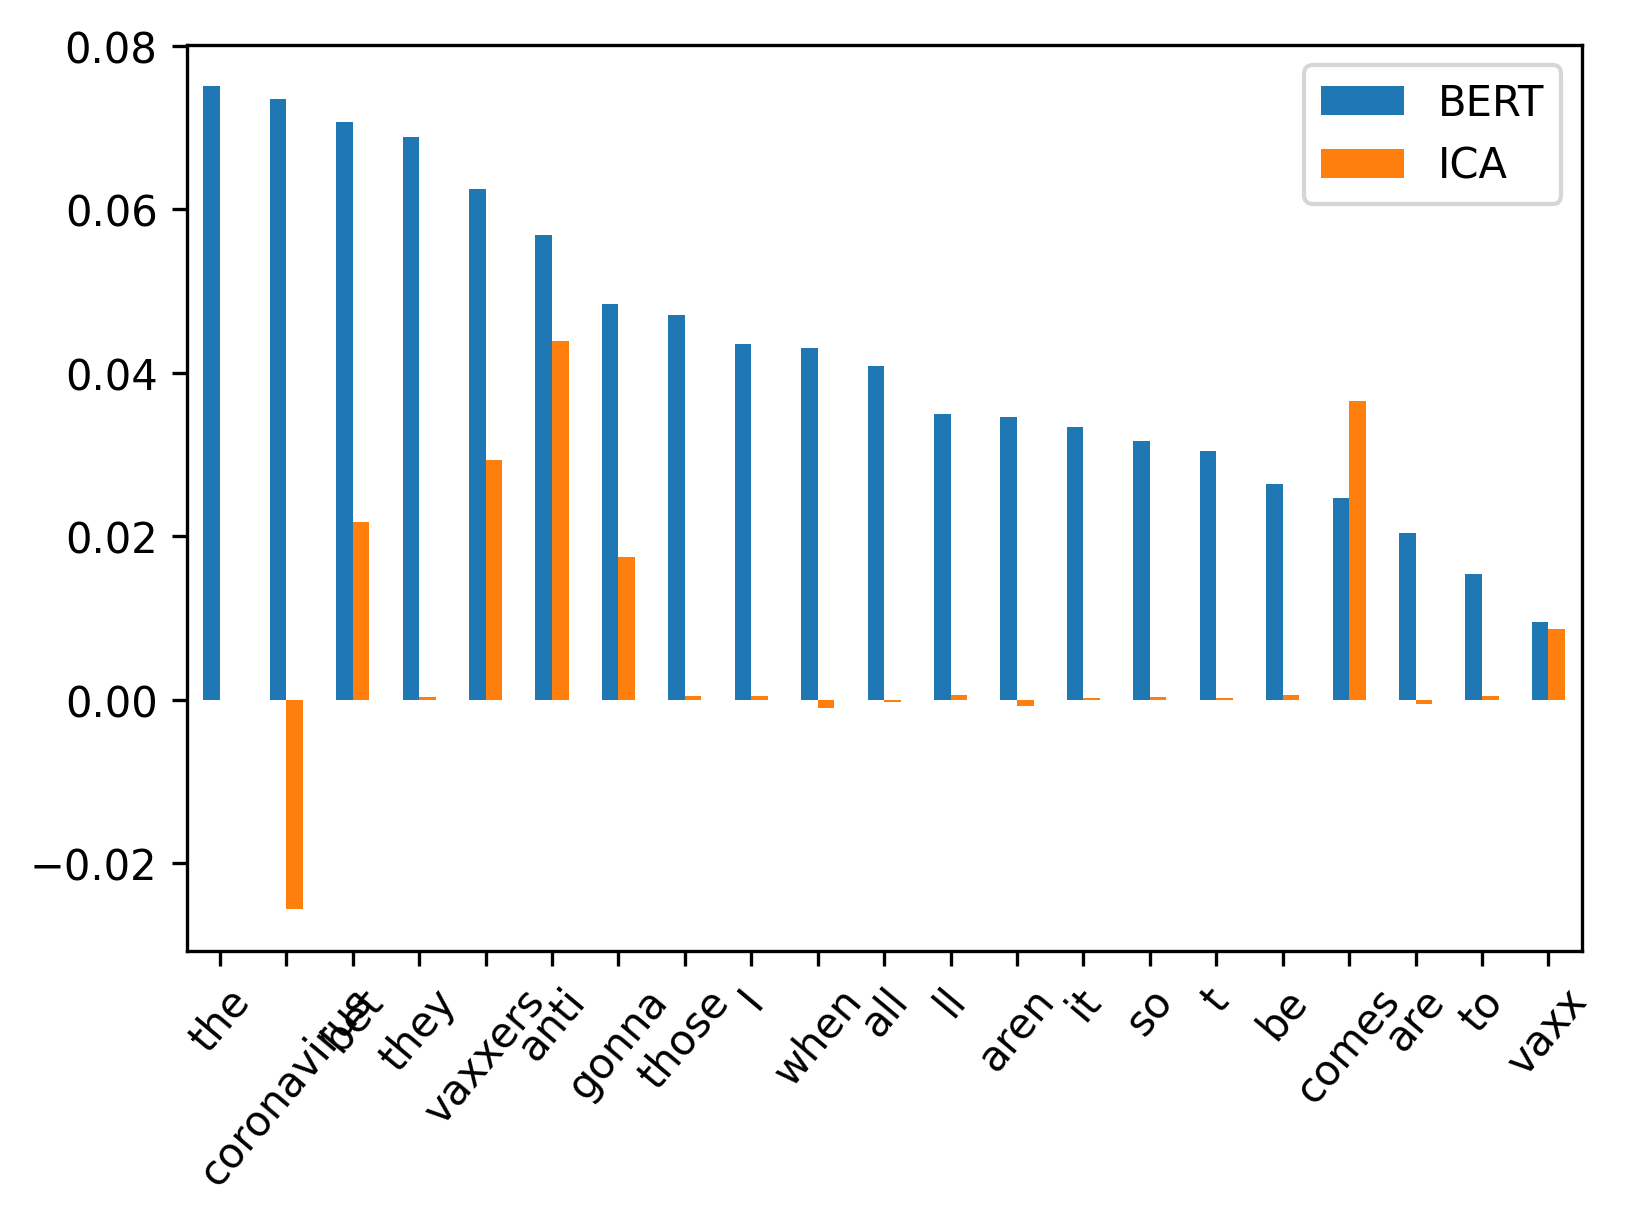 0.08
0.06
0.04
0.02
0.00
−0.02
BERT
ICA
the
coronavirus
bet
they
vaxxers
anti
gonna
those
I
when
all
ll
aren
it
so
t
be
comes
are
to
vaxx